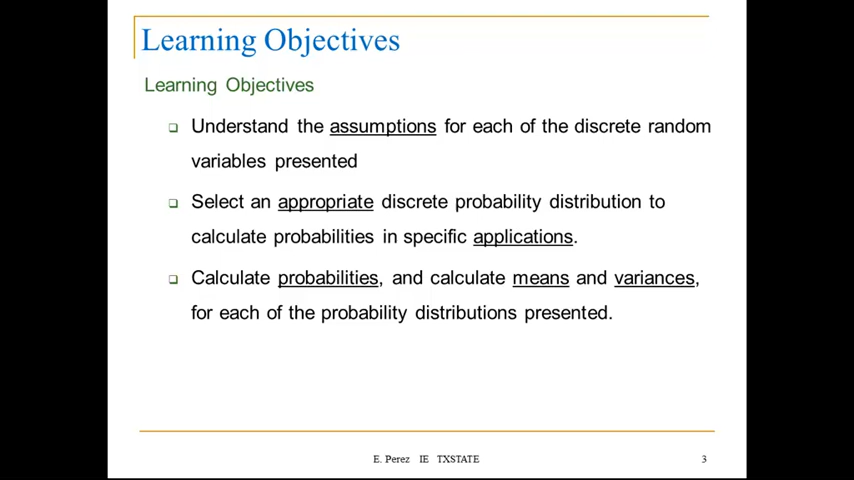 Learning Objectives
Learning Objectives
Understand the assumptions for each of the discrete random
variables presented
Select an appropriate discrete probability distribution to
calculate probabilities in specific applications.
Calculate probabilities, and calculate means and variances,
for each of the probability distributions presented.
E. Perez IE TXSTATE
3